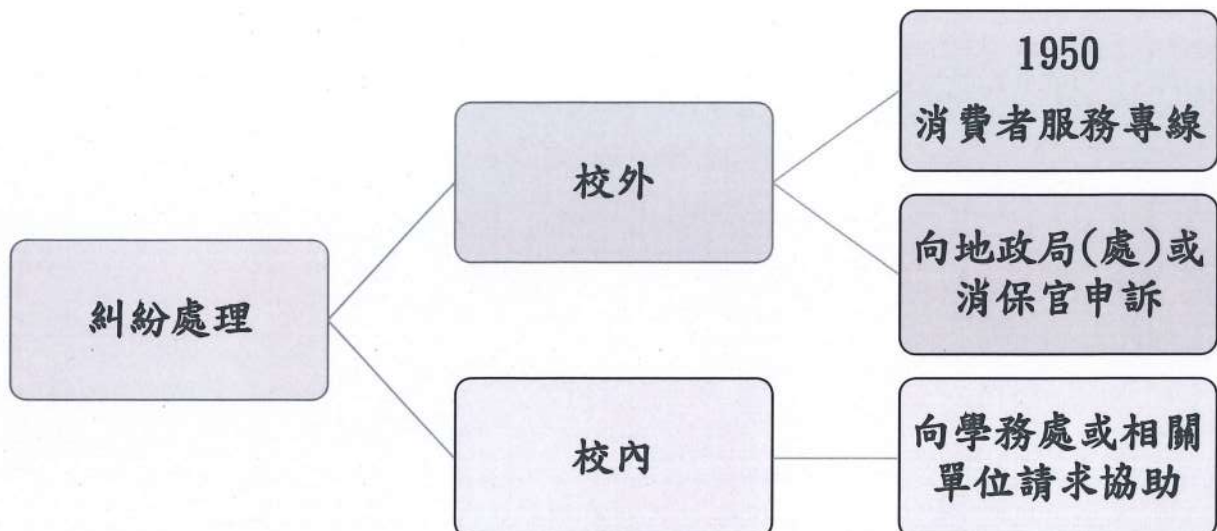 糾紛處理
校外
1950
消費者服務專線
向地政局(處)或
消保官申訴
校內
向學務處或相關
單位請求協助